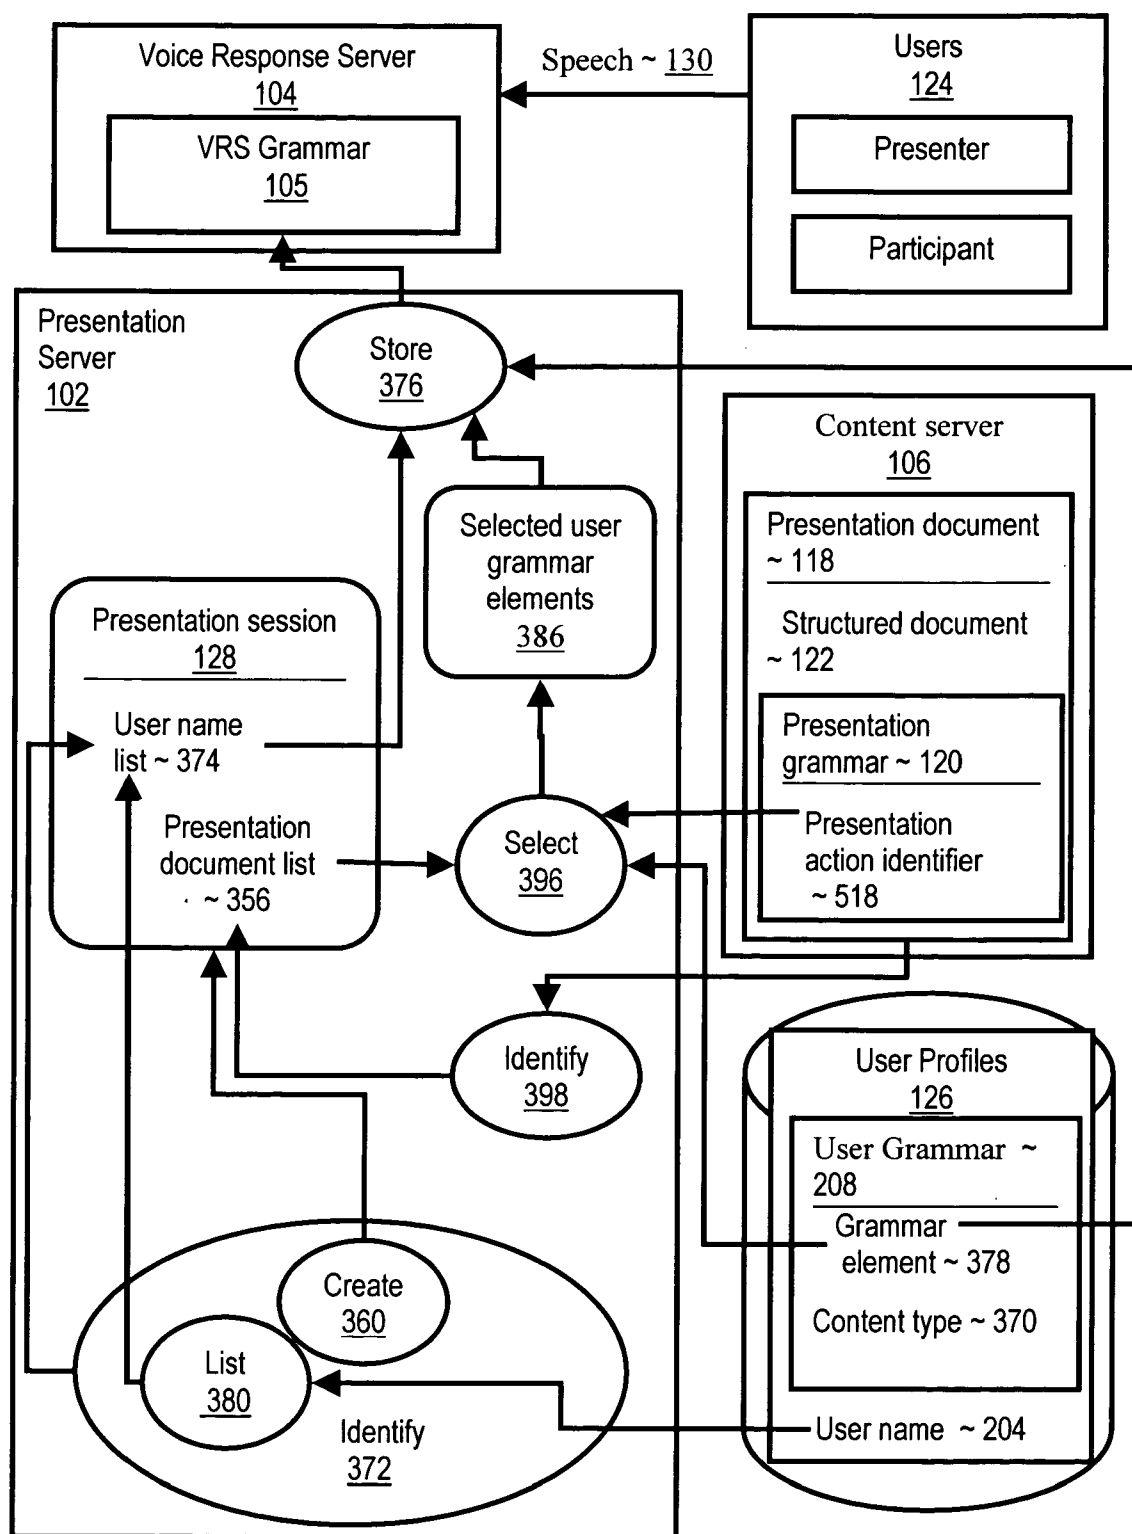 Voice Response Server
104
VRS Grammar
105
Speech ~ 130
Users
124
Presenter
Participant
Presentation
Server
102
Store
376
Content server
106
Presentation document
~ 118
Structured document
~ 122
Presentation
grammar ~ 120
Presentation
action identifier
~ 518
Selected user
grammar
elements
386
Presentation session
128
User name
list ~ 374
Presentation
document list
~ 356
Select
396
Identify
398
User Profiles
126
User Grammar ~
208
Grammar
element ~ 378
Content type ~ 370
User name ~ 204
Create
360
List
380
Identify
372